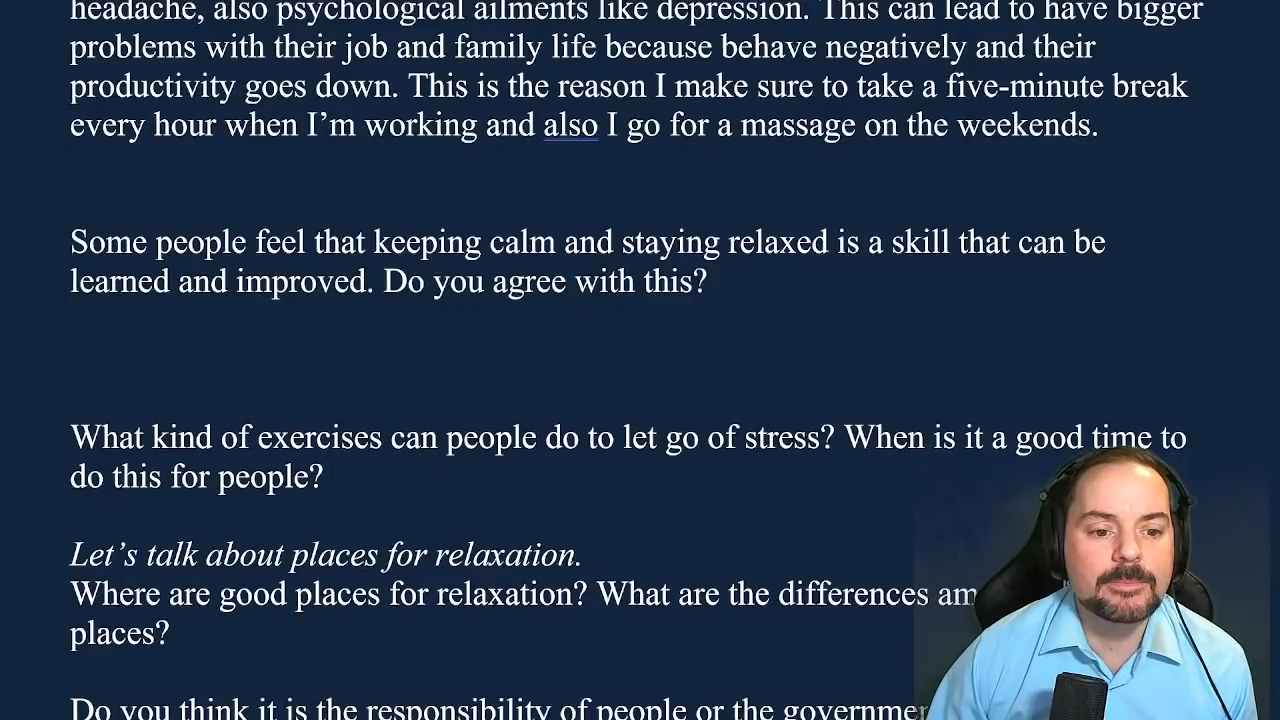 headache, also psychological ailments like depression. This can lead to have bigger
problems with their job and family life because behave negatively and their
productivity goes down. This is the reason I make sure to take a five-minute break
every hour when I’m working and also I go for a massage on the weekends.
Some people feel that keeping calm and staying relaxed is a skill that can be
learned and improved. Do you agree with this?
What kind of exercises can people do to let go of stress? When is it a good time to
do this for people?
Let’s talk about places for relaxation.
Where are good places for relaxation? What are the differences am
places?
Do you think it is the responsibility of people or the governmen